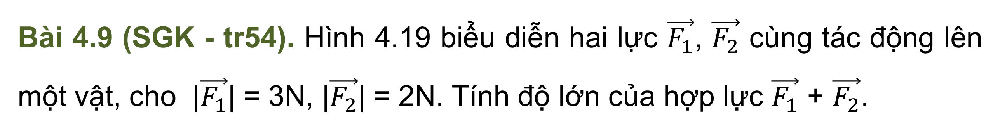 Bài 4.9 (SGK - tr54). Hình 4.19 biểu diễn hai lực $\overrightarrow{F_1}$, $\overrightarrow{F_2}$ cùng tác động lên
một vật, cho $|\overrightarrow{F_1}|$ = 3N, $|\overrightarrow{F_2}|$ = 2N. Tính độ lớn của hợp lực $\overrightarrow{F_1}$ + $\overrightarrow{F_2}$.